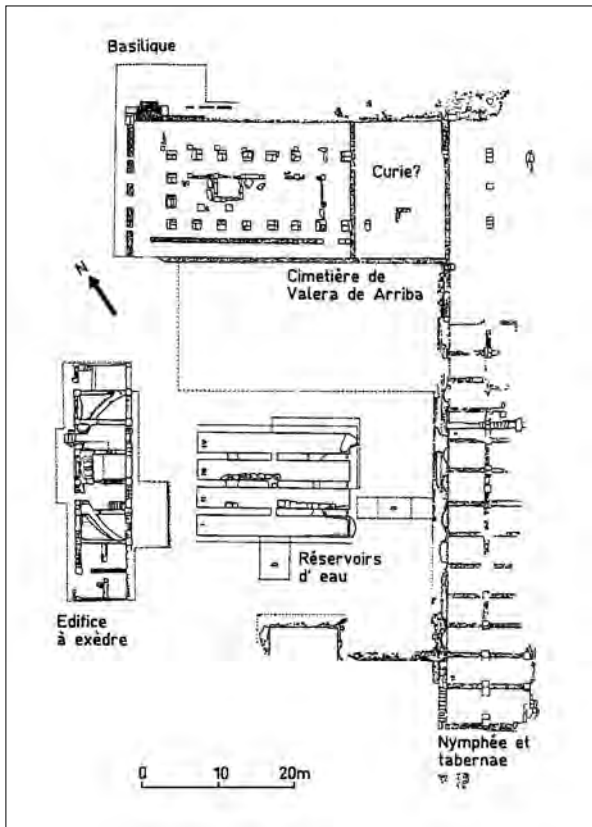 Basilique
Curie?
Cimetière de
Valera de Arriba
N
Réservoirs
d' eau
Edifice
à exèdre
Nymphée et
tabernae
0 10 20m